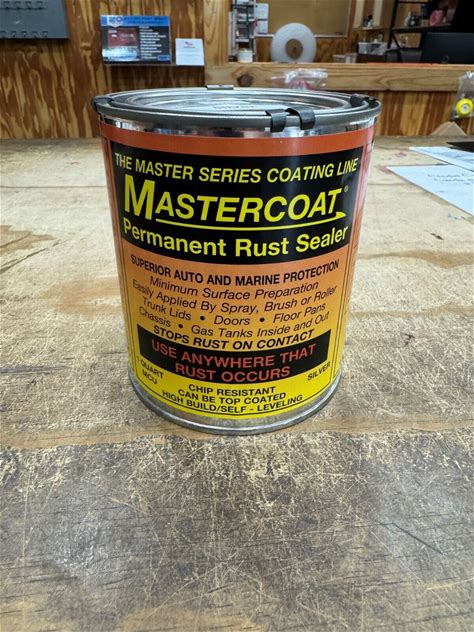 THE MASTER SERIES COATING LINE
MASTERCOAT®
Permanent Rust Sealer
SUPERIOR AUTO AND MARINE PROTECTION
Minimum Surface Preparation
Easily Applied By Spray, Brush or Roller
Trunk Lids • Doors • Floor Pans
Chassis • Gas Tanks Inside and Out
STOPS RUST ON CONTACT
USE ANYWHERE THAT
RUST OCCURS
1 QUART
MCU
SILVER
CHIP RESISTANT
CAN BE TOP COATED
HIGH BUILD/SELF - LEVELING